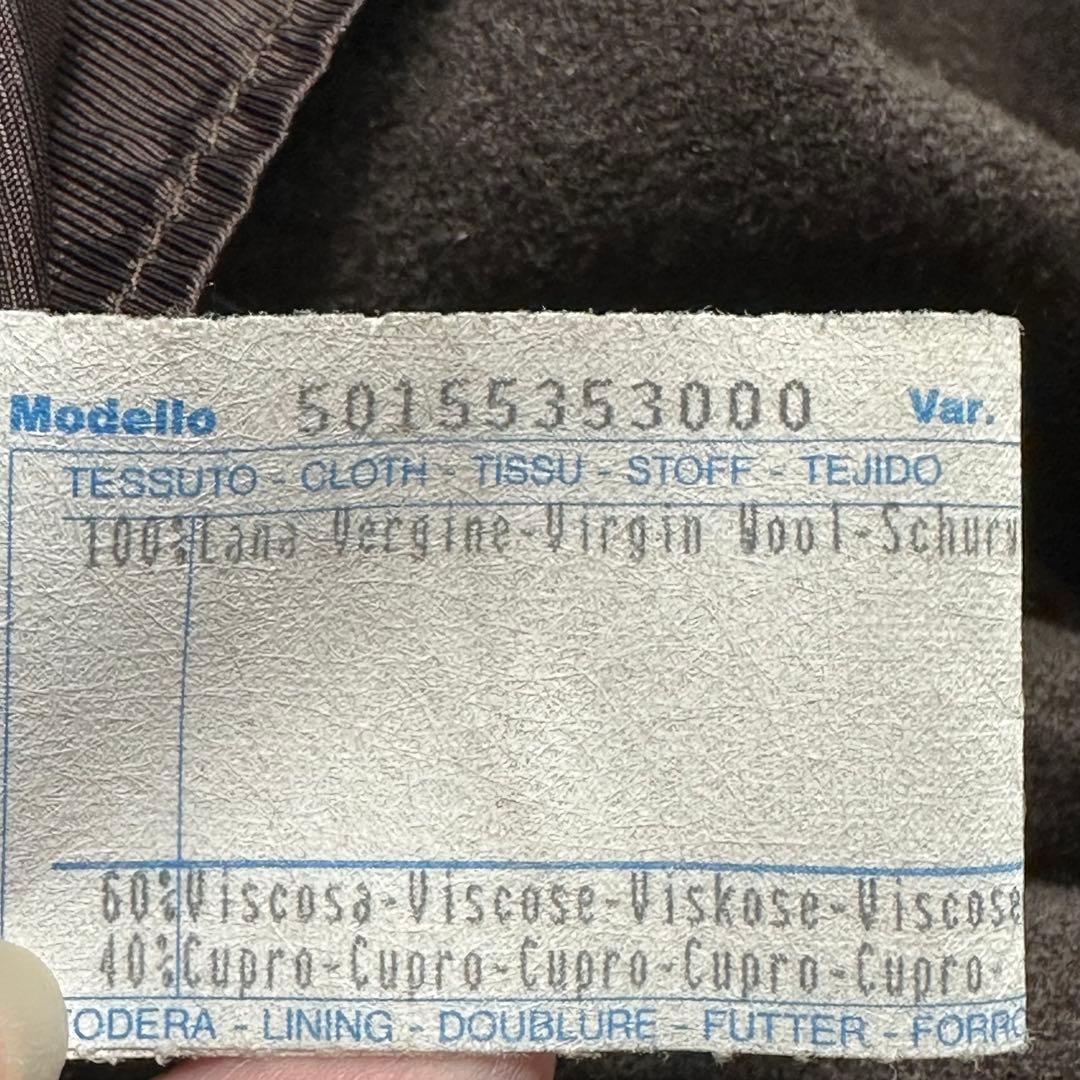 Modello 50155353000 Var.
TESSUTO - CLOTH - TISSU - STOFF - TEJIDO
100%Lana Vergine-Virgin Wool-Schurw
60%Viscosa-Viscose-Viskose-Viscose
40%Cupro-Cupro-Cupro-Cupro-Cupro-
ODERA - LINING - DOUBLURE - FUTTER - FORRO